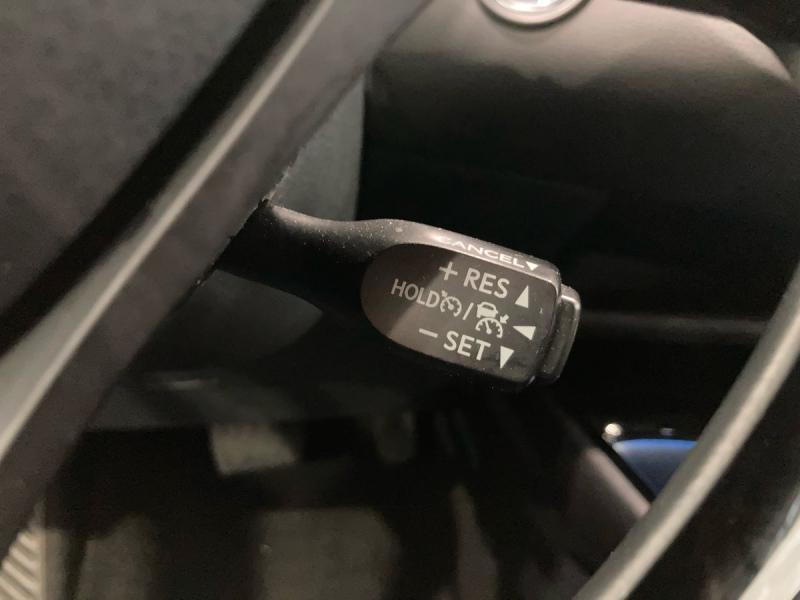 CANCEL▼
+ RES▲
HOLD / ◀
− SET▼